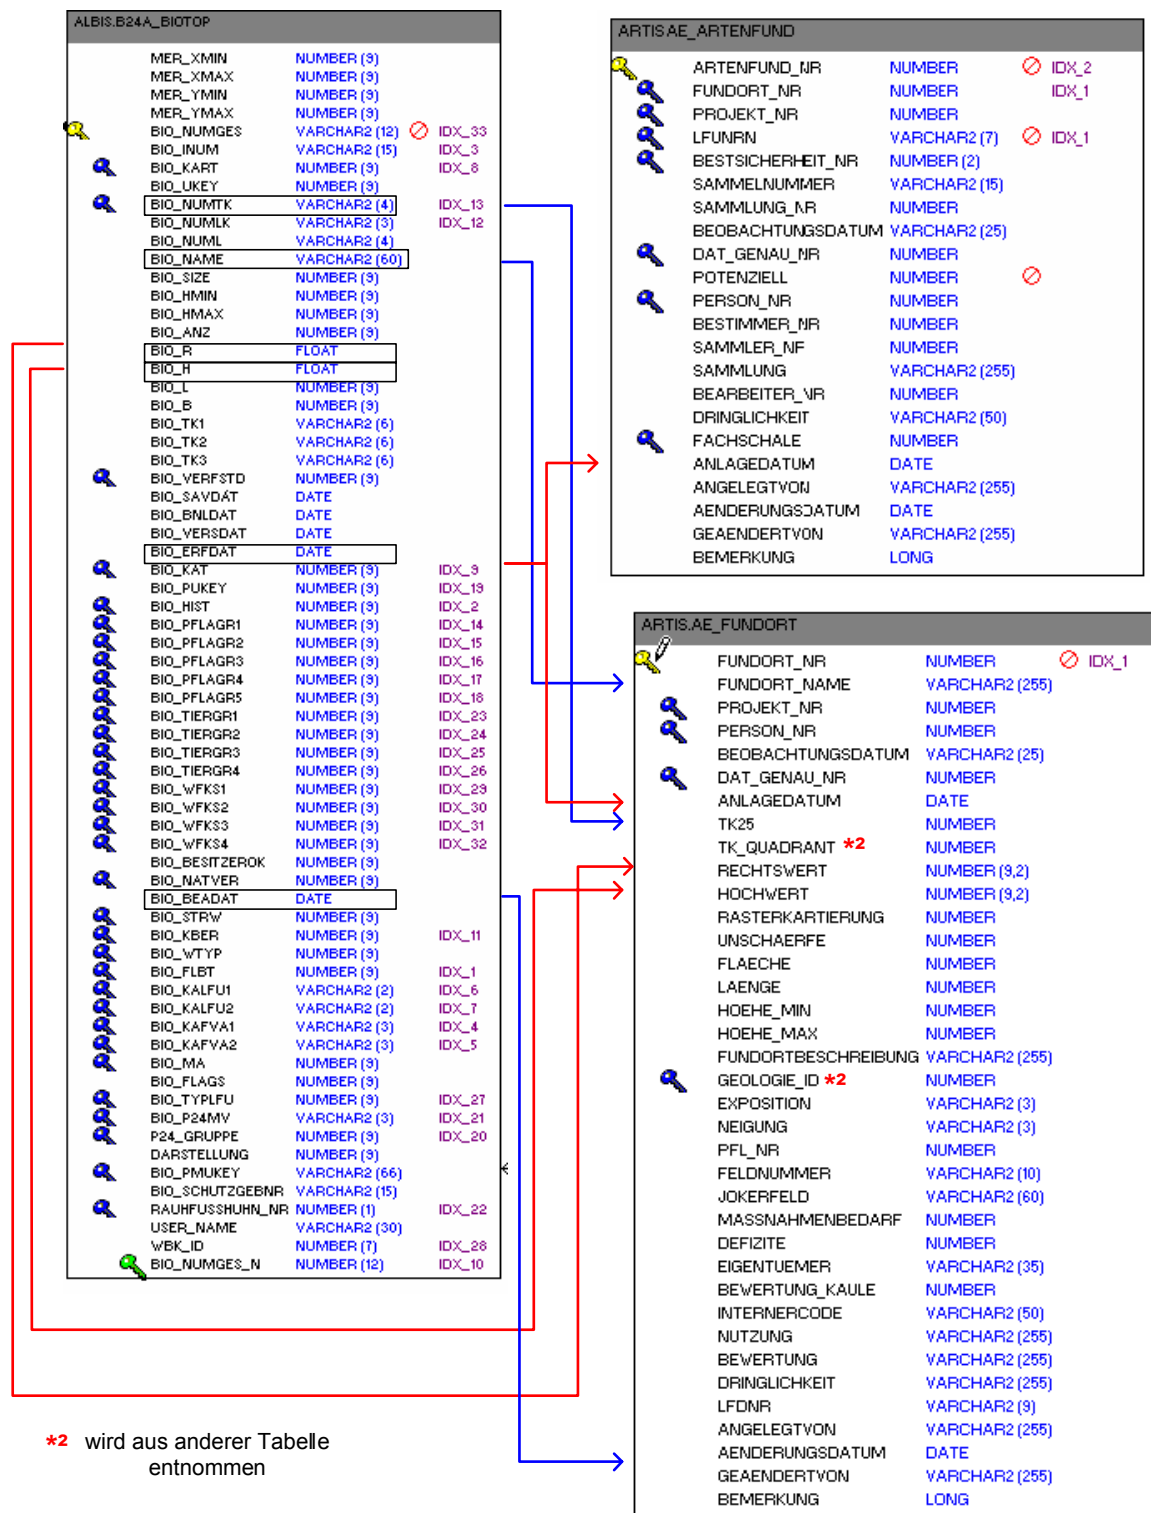 ALBIS.B24A_BIOTOP
MER_XMIN NUMBER (9)
MER_XMAX NUMBER (9)
MER_YMIN NUMBER (9)
MER_YMAX NUMBER (9)
BIO_NUMGES VARCHAR2 (12) IDX_33
BIO_INUM VARCHAR2 (15) IDX_3
BIO_KART NUMBER (9) IDX_8
BIO_UKEY NUMBER (9)
BIO_NUMTK VARCHAR2 (4) IDX_13
BIO_NUMLK VARCHAR2 (3) IDX_12
BIO_NUML VARCHAR2 (4)
BIO_NAME VARCHAR2 (60)
BIO_SIZE NUMBER (9)
BIO_HMIN NUMBER (9)
BIO_HMAX NUMBER (9)
BIO_ANZ NUMBER (9)
BIO_R FLOAT
BIO_H FLOAT
BIO_L NUMBER (9)
BIO_B NUMBER (9)
BIO_TK1 VARCHAR2 (6)
BIO_TK2 VARCHAR2 (6)
BIO_TK3 VARCHAR2 (6)
BIO_VERFSTD NUMBER (9)
BIO_SAVDAT DATE
BIO_BNLDAT DATE
BIO_VERSDAT DATE
BIO_ERFDAT DATE
BIO_KAT NUMBER (9) IDX_9
BIO_PUKEY NUMBER (9) IDX_19
BIO_HIST NUMBER (9) IDX_2
BIO_PFLAGR1 NUMBER (9) IDX_14
BIO_PFLAGR2 NUMBER (9) IDX_15
BIO_PFLAGR3 NUMBER (9) IDX_16
BIO_PFLAGR4 NUMBER (9) IDX_17
BIO_PFLAGR5 NUMBER (9) IDX_18
BIO_TIERGR1 NUMBER (9) IDX_23
BIO_TIERGR2 NUMBER (9) IDX_24
BIO_TIERGR3 NUMBER (9) IDX_25
BIO_TIERGR4 NUMBER (9) IDX_26
BIO_WFKS1 NUMBER (9) IDX_29
BIO_WFKS2 NUMBER (9) IDX_30
BIO_WFKS3 NUMBER (9) IDX_31
BIO_WFKS4 NUMBER (9) IDX_32
BIO_BESITZEROK NUMBER (9)
BIO_NATVER NUMBER (9)
BIO_BEADAT DATE
BIO_STRW NUMBER (9)
BIO_KBER NUMBER (9) IDX_11
BIO_WTYP NUMBER (9)
BIO_FLBT NUMBER (9) IDX_1
BIO_KALFU1 VARCHAR2 (2) IDX_6
BIO_KALFU2 VARCHAR2 (2) IDX_7
BIO_KAFVA1 VARCHAR2 (3) IDX_4
BIO_KAFVA2 VARCHAR2 (3) IDX_5
BIO_MA NUMBER (9)
BIO_FLAGS NUMBER (9)
BIO_TYPLFU NUMBER (9) IDX_27
BIO_P24MV VARCHAR2 (3) IDX_21
P24_GRUPPE NUMBER (9) IDX_20
DARSTELLUNG NUMBER (9)
BIO_PMUKEY VARCHAR2 (66)
BIO_SCHUTZGEBNR VARCHAR2 (15)
RAUHFUSSHUHN_NR NUMBER (1) IDX_22
USER_NAME VARCHAR2 (30)
WBK_ID NUMBER (7) IDX_28
BIO_NUMGES_N NUMBER (12) IDX_10
ARTIS.AE_ARTENFUND
ARTENFUND_NR NUMBER IDX_2
FUNDORT_NR NUMBER IDX_1
PROJEKT_NR NUMBER
LFUNRN VARCHAR2 (7) IDX_1
BESTSICHERHEIT_NR NUMBER (2)
SAMMELNUMMER VARCHAR2 (15)
SAMMLUNG_NR NUMBER
BEOBACHTUNGSDATUM VARCHAR2 (25)
DAT_GENAU_NR NUMBER
POTENZIELL NUMBER
PERSON_NR NUMBER
BESTIMMER_NR NUMBER
SAMMLER_NR NUMBER
SAMMLUNG VARCHAR2 (255)
BEARBEITER_NR NUMBER
DRINGLICHKEIT VARCHAR2 (50)
FACHSCHALE NUMBER
ANLAGEDATUM DATE
ANGELEGTVON VARCHAR2 (255)
AENDERUNGSDATUM DATE
GEAENDERTVON VARCHAR2 (255)
BEMERKUNG LONG
ARTIS.AE_FUNDORT
FUNDORT_NR NUMBER IDX_1
FUNDORT_NAME VARCHAR2 (255)
PROJEKT_NR NUMBER
PERSON_NR NUMBER
BEOBACHTUNGSDATUM VARCHAR2 (25)
DAT_GENAU_NR NUMBER
ANLAGEDATUM DATE
TK25 NUMBER
TK_QUADRANT *2 NUMBER
RECHTSWERT NUMBER (9,2)
HOCHWERT NUMBER (9,2)
RASTERKARTIERUNG NUMBER
UNSCHAERFE NUMBER
FLAECHE NUMBER
LAENGE NUMBER
HOEHE_MIN NUMBER
HOEHE_MAX NUMBER
FUNDORTBESCHREIBUNG VARCHAR2 (255)
GEOLOGIE_ID *2 NUMBER
EXPOSITION VARCHAR2 (3)
NEIGUNG VARCHAR2 (3)
PFL_NR NUMBER
FELDNUMMER VARCHAR2 (10)
JOKERFELD VARCHAR2 (60)
MASSNAHMENBEDARF NUMBER
DEFIZITE NUMBER
EIGENTUEMER VARCHAR2 (35)
BEWERTUNG_KAULE NUMBER
INTERNERCODE VARCHAR2 (50)
NUTZUNG VARCHAR2 (255)
BEWERTUNG VARCHAR2 (255)
DRINGLICHKEIT VARCHAR2 (255)
LFDNR VARCHAR2 (9)
ANGELEGTVON VARCHAR2 (255)
AENDERUNGSDATUM DATE
GEAENDERTVON VARCHAR2 (255)
BEMERKUNG LONG
*2 wird aus anderer Tabelle
entnommen